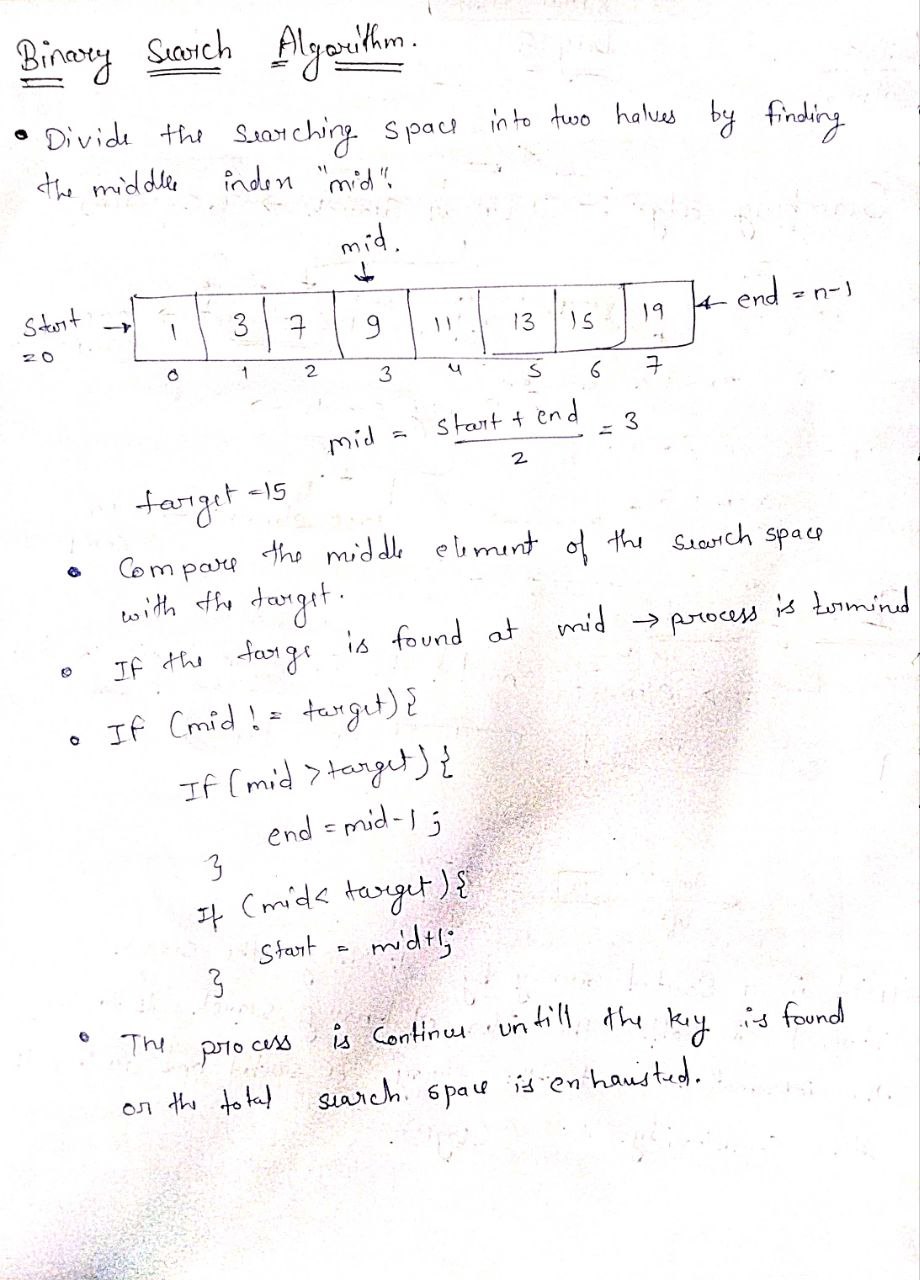 Binary Search Algorithm.
• Divide the Searching space into two halves by finding
the middle index "mid".
mid.
↓
Start → 1 3 7 9 11 13 15 19 ← end = n-1
=0
0 1 2 3 4 5 6 7
mid = Start + end / 2 = 3
target =15
• Compare the middle element of the search space
with the target.
• If the targe is found at mid → process is termined
• If (mid != target) {
If (mid > target) {
end = mid-1 ;
}
If (mid < target) {
Start = mid+1;
}
• The process is Continue untill the key is found
or the total search space is exhausted.